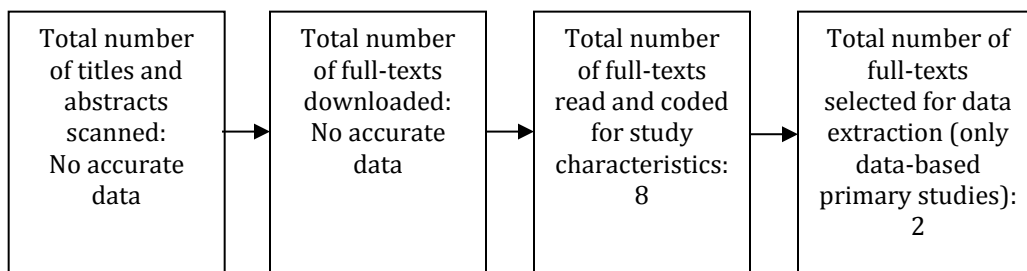 Total number
of titles and
abstracts
scanned:
No accurate
data
Total number
of full-texts
downloaded:
No accurate
data
Total number
of full-texts
read and coded
for study
characteristics:
8
Total number of
full-texts
selected for data
extraction (only
data-based
primary studies):
2